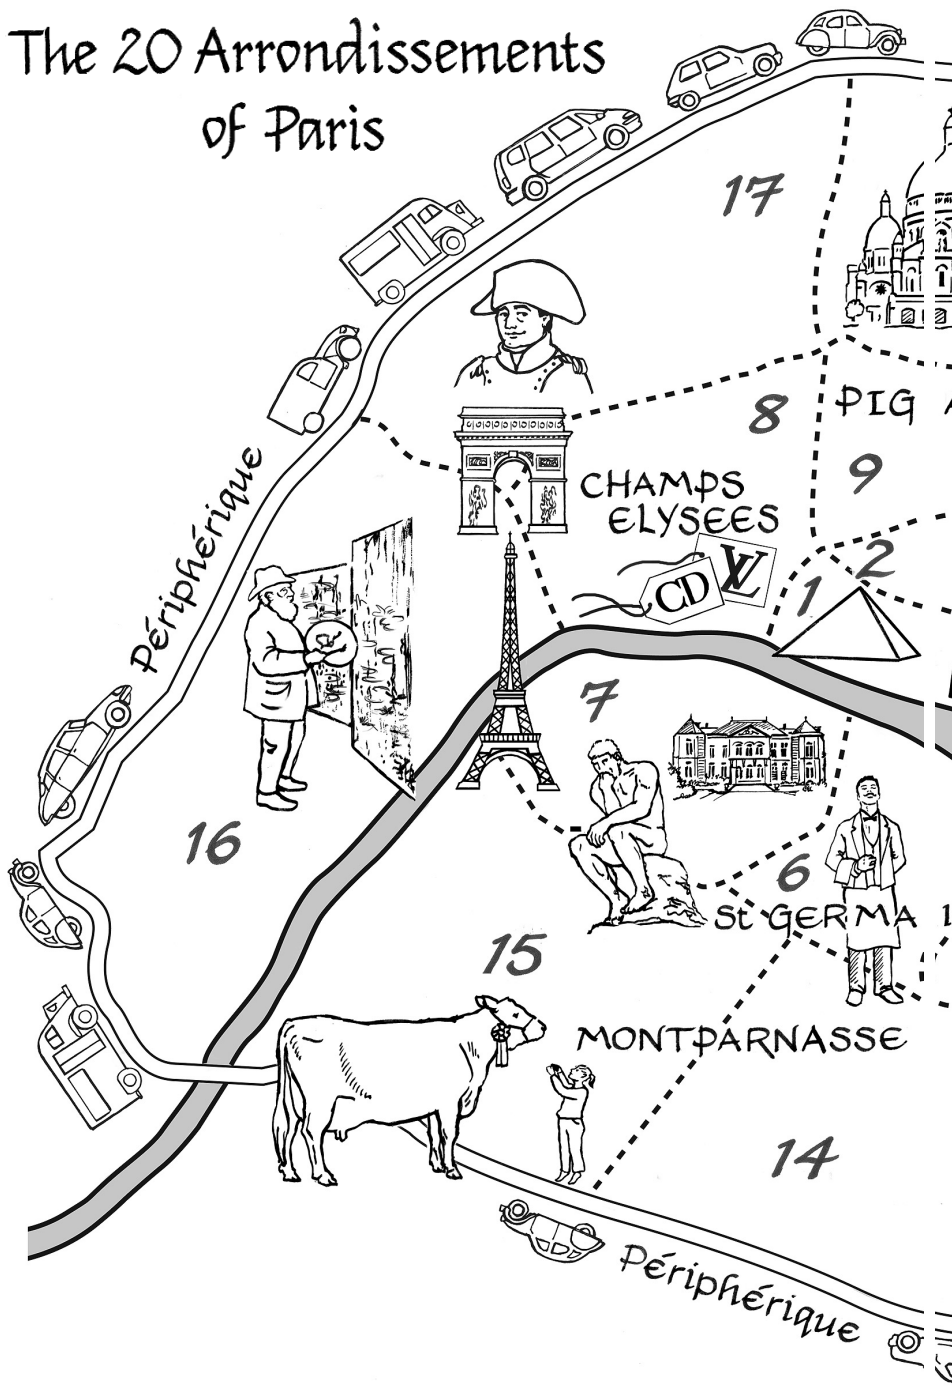 The 20 Arrondissements
of Paris
17
8
PIG
9
CHAMPS
ELYSEES
2
1
CD
LV
Périphérique
7
16
6
St GERMA
15
MONTPARNASSE
14
Périphérique